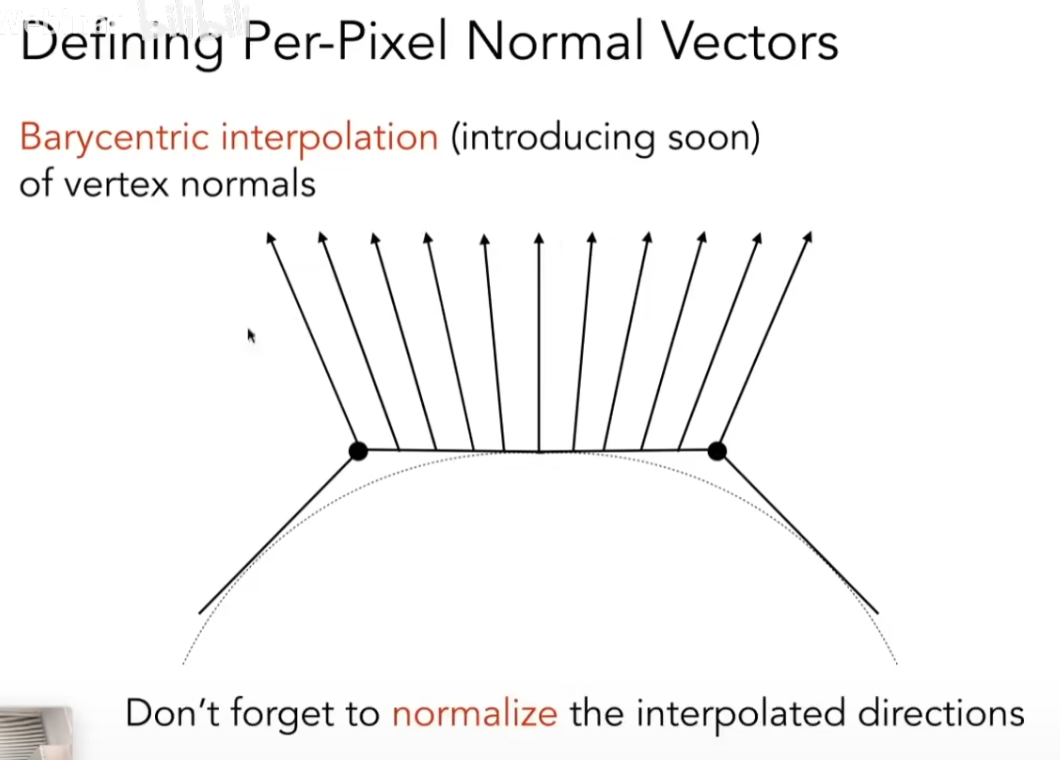 Defining Per-Pixel Normal Vectors
Barycentric interpolation (introducing soon)
of vertex normals
Don't forget to normalize the interpolated directions